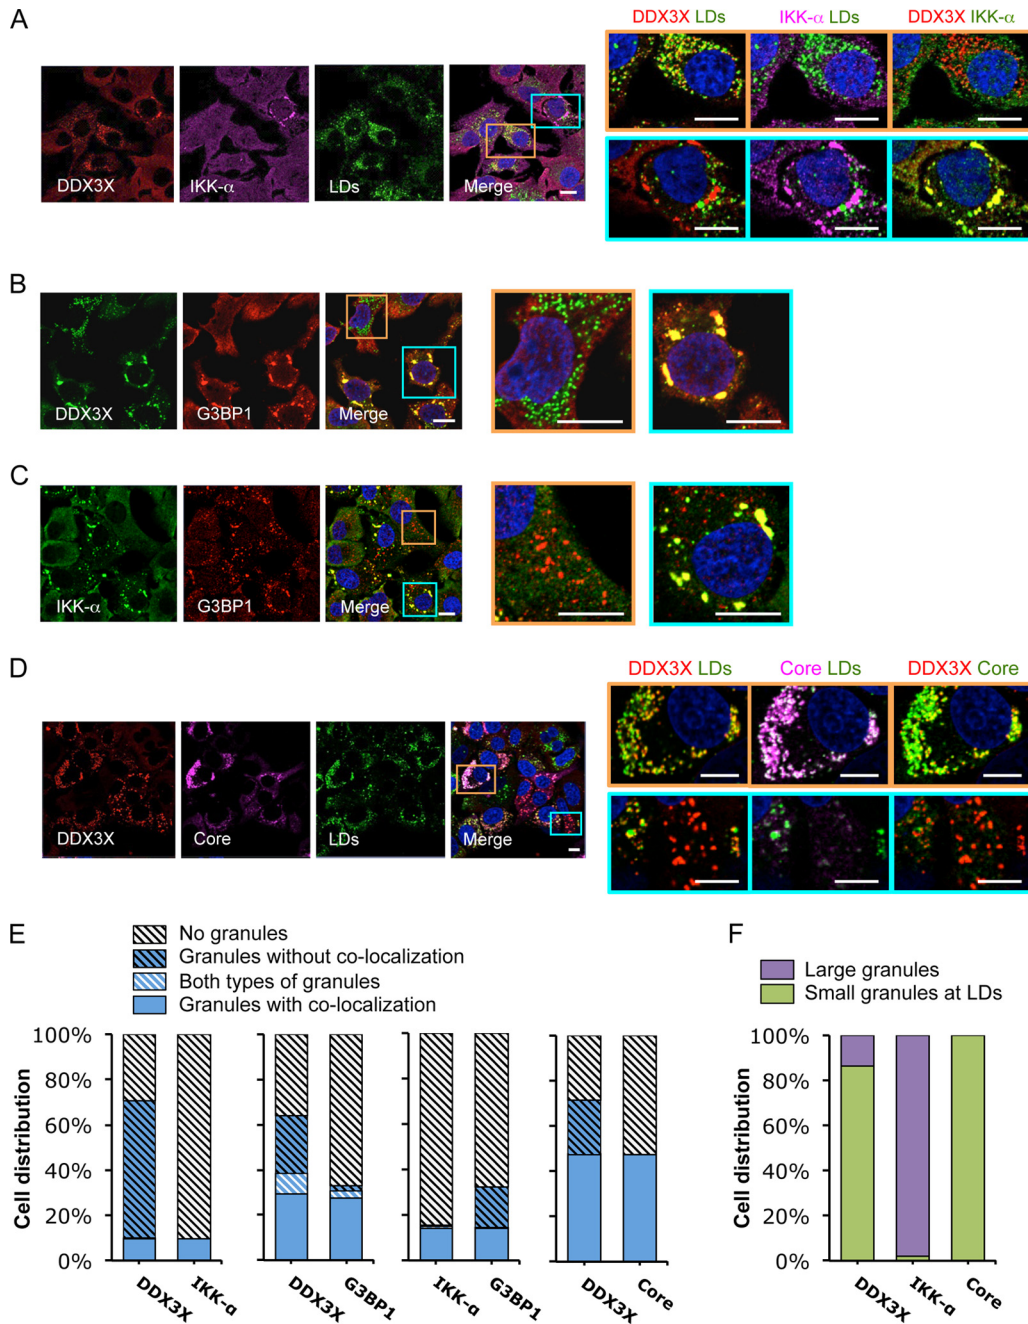 A
DDX3X LDs
IKK-α LDs
DDX3X IKK-α
DDX3X
IKK-α
LDs
Merge
B
DDX3X
G3BP1
Merge
C
IKK-α
G3BP1
Merge
D
DDX3X LDs
Core LDs
DDX3X Core
DDX3X
Core
LDs
Merge
E
No granules
Granules without co-localization
Both types of granules
Granules with co-localization
Cell distribution
100%
80%
60%
40%
20%
0%
DDX3X
IKK-α
DDX3X
G3BP1
IKK-α
G3BP1
DDX3X
Core
F
Large granules
Small granules at LDs
Cell distribution
100%
80%
60%
40%
20%
0%
DDX3X
IKK-α
Core